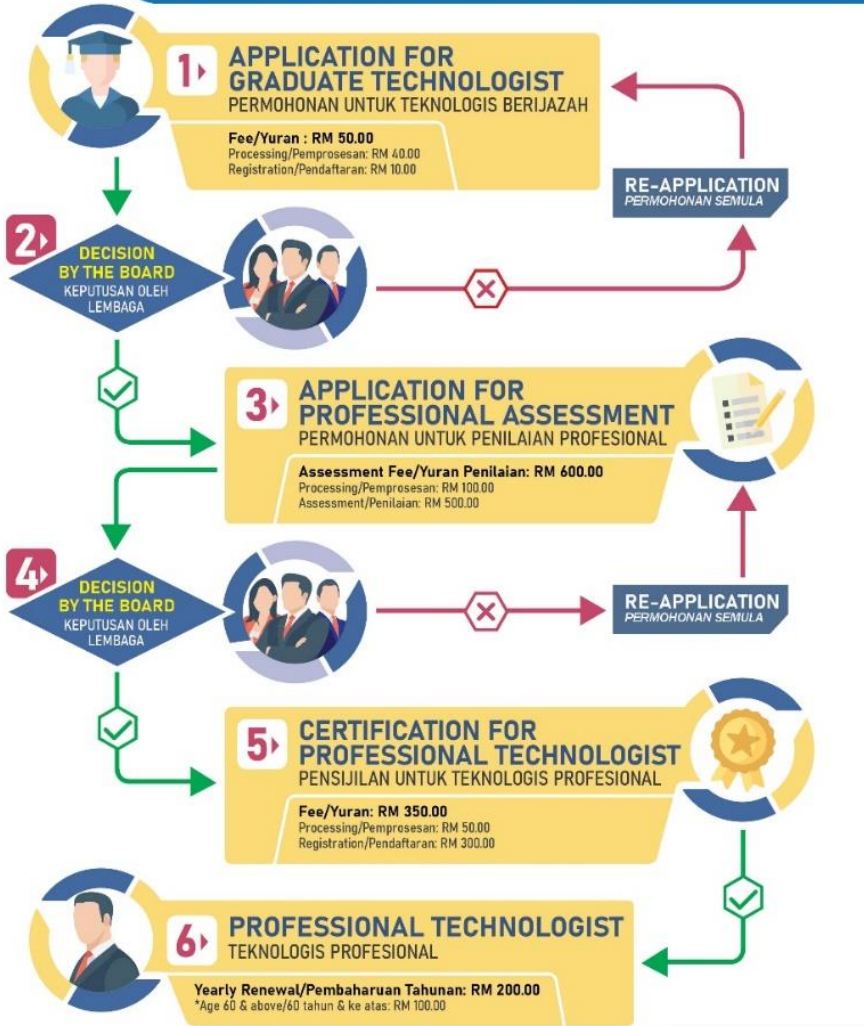 1
APPLICATION FOR
GRADUATE TECHNOLOGIST
PERMOHONAN UNTUK TEKNOLOGIS BERIJAZAH
Fee/Yuran : RM 50.00
Processing/Pemprosesan: RM 40.00
Registration/Pendaftaran: RM 10.00
RE-APPLICATION
PERMOHONAN SEMULA
2
DECISION
BY THE BOARD
KEPUTUSAN OLEH
LEMBAGA
3
APPLICATION FOR
PROFESSIONAL ASSESSMENT
PERMOHONAN UNTUK PENILAIAN PROFESIONAL
Assessment Fee/Yuran Penilaian: RM 600.00
Processing/Pemprosesan: RM 100.00
Assessment/Penilaian: RM 500.00
4
DECISION
BY THE BOARD
KEPUTUSAN OLEH
LEMBAGA
RE-APPLICATION
PERMOHONAN SEMULA
5
CERTIFICATION FOR
PROFESSIONAL TECHNOLOGIST
PENSIJILAN UNTUK TEKNOLOGIS PROFESIONAL
Fee/Yuran: RM 350.00
Processing/Pemprosesan: RM 50.00
Registration/Pendaftaran: RM 300.00
6
PROFESSIONAL TECHNOLOGIST
TEKNOLOGIS PROFESIONAL
Yearly Renewal/Pembaharuan Tahunan: RM 200.00
*Age 60 & above/60 tahun & ke atas: RM 100.00